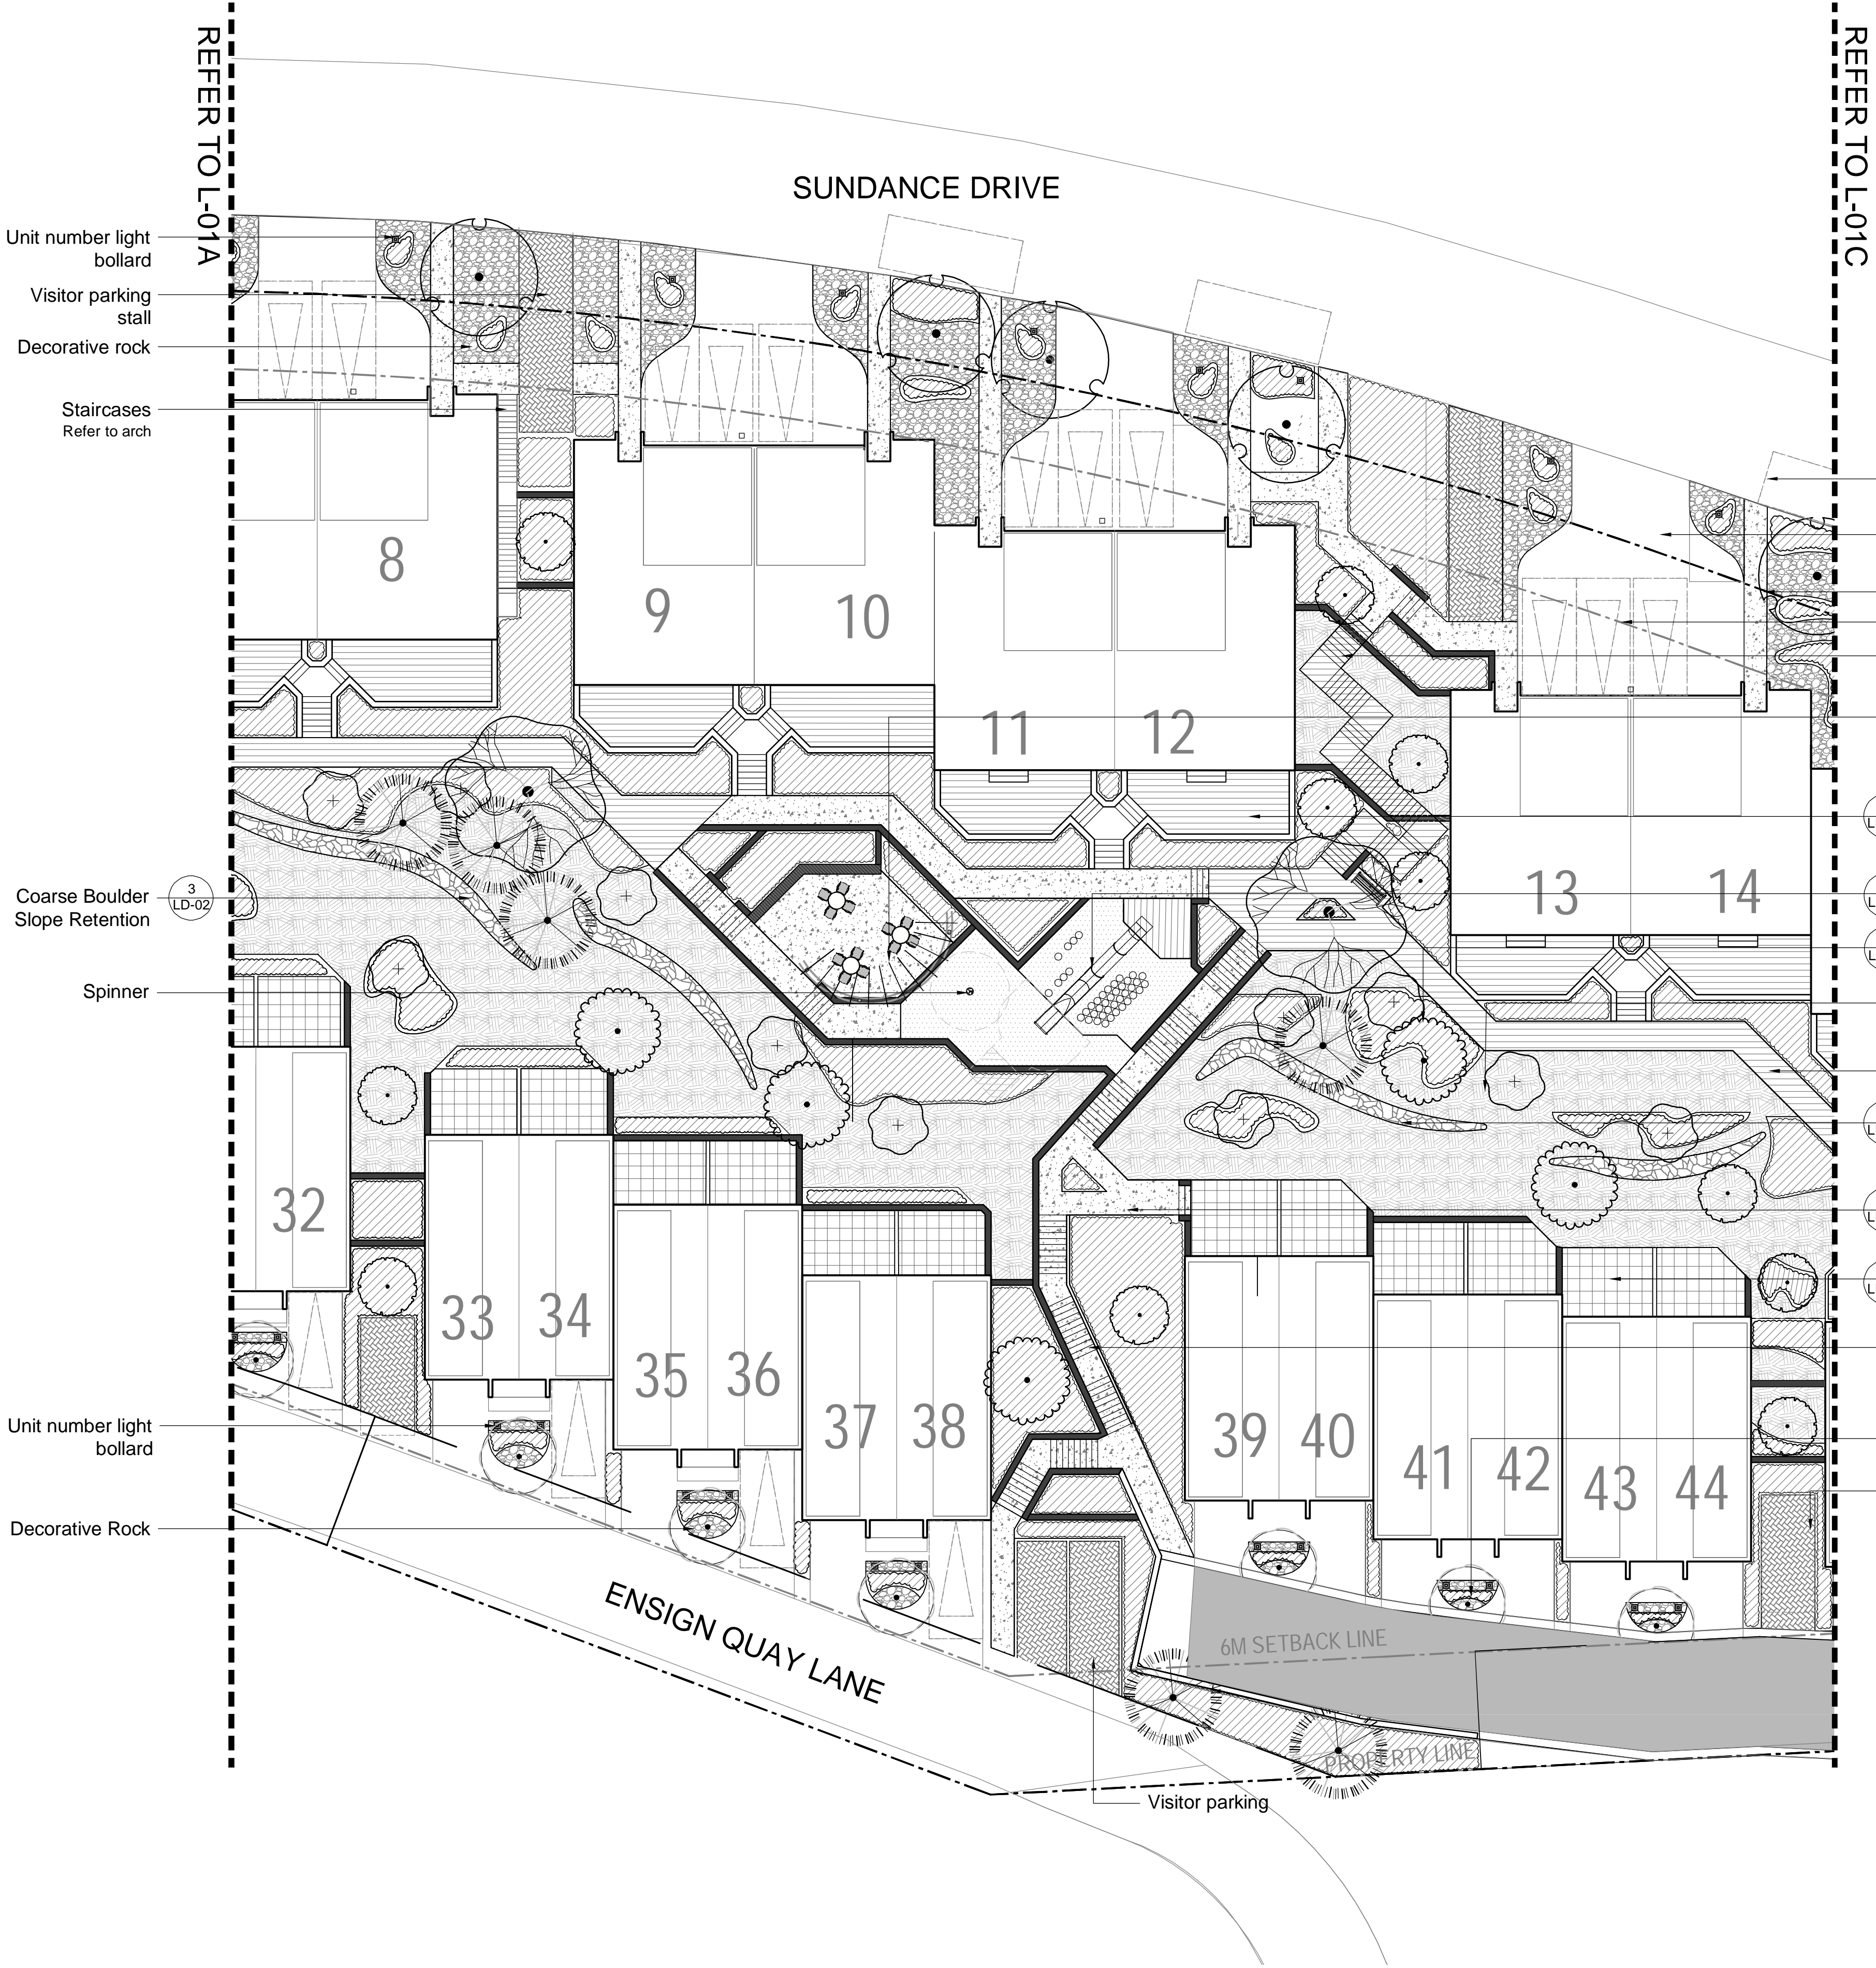 REFER TO L-01A
REFER TO L-01C
SUNDANCE DRIVE
Unit number light
bollard
Visitor parking
stall
Decorative rock
Staircases
Refer to arch
8
9
10
11
12
13
14
Coarse Boulder
Slope Retention
3
LD-02
Spinner
32
33
34
35
36
37
38
39
40
41
42
43
44
Unit number light
bollard
Decorative Rock
ENSIGN QUAY LANE
6M SETBACK LINE
PROPERTY LINE
Visitor parking